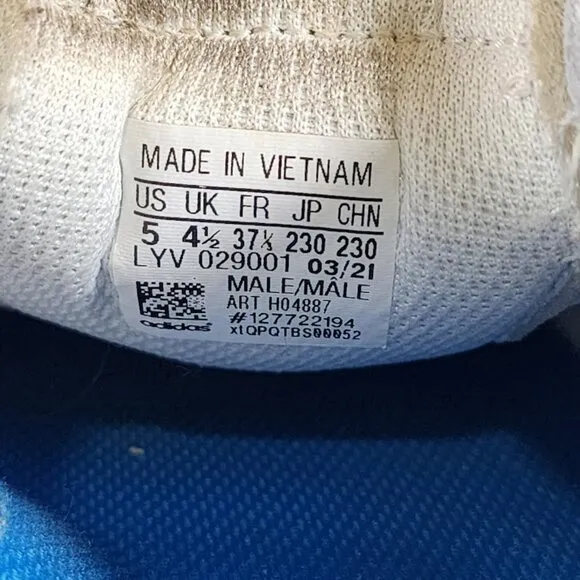 MADE IN VIETNAM
US UK FR JP CHN
5 4½ 37⅓ 230 230
LYV 029001 03/21
MALE/MÂLE
ART H04887
#127722194
adidas xtQPQTBS00052